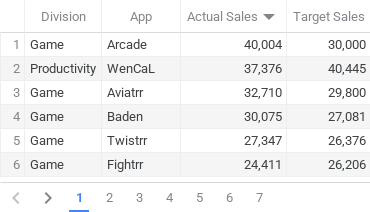 Division App Actual Sales Target Sales
1 Game Arcade 40,004 30,000
2 Productivity WenCaL 37,376 40,445
3 Game Aviatrr 32,710 29,800
4 Game Baden 30,075 27,081
5 Game Twistrr 27,347 26,376
6 Game Fightrr 24,411 26,206
1 2 3 4 5 6 7